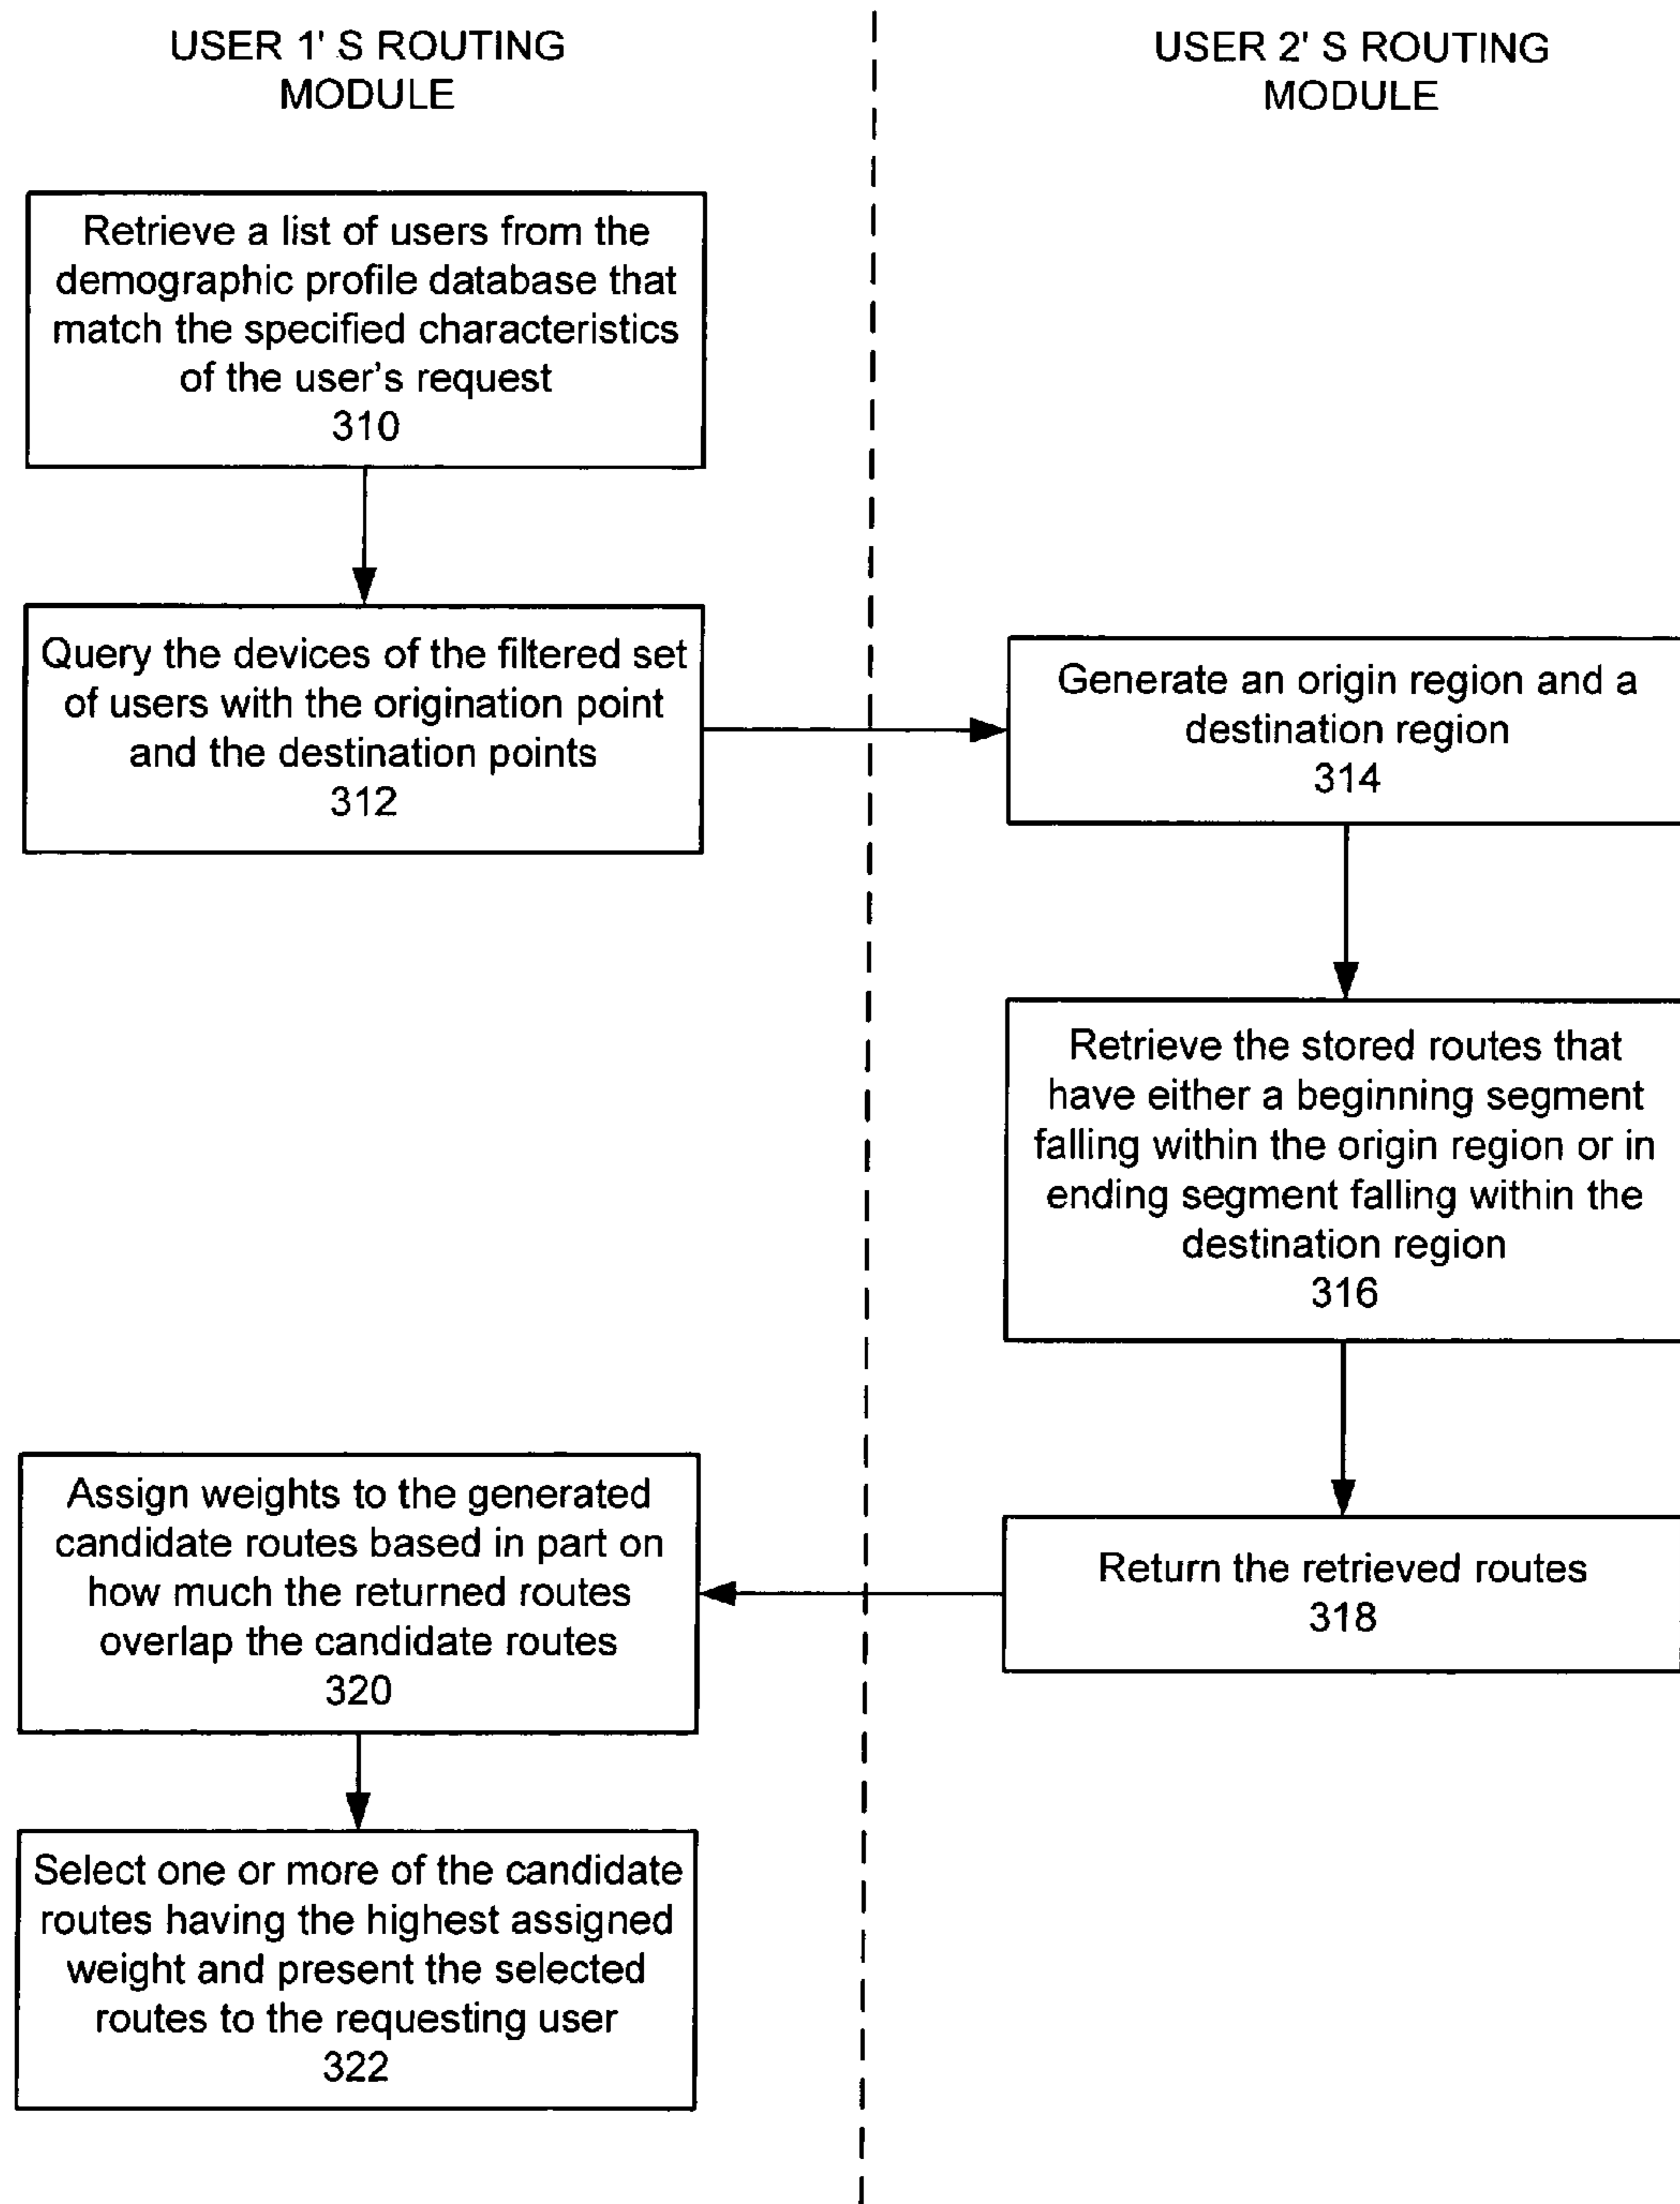 USER 1' S ROUTING
MODULE
USER 2' S ROUTING
MODULE
Retrieve a list of users from the
demographic profile database that
match the specified characteristics
of the user's request
310
Query the devices of the filtered set
of users with the origination point
and the destination points
312
Generate an origin region and a
destination region
314
Retrieve the stored routes that
have either a beginning segment
falling within the origin region or in
ending segment falling within the
destination region
316
Return the retrieved routes
318
Assign weights to the generated
candidate routes based in part on
how much the returned routes
overlap the candidate routes
320
Select one or more of the candidate
routes having the highest assigned
weight and present the selected
routes to the requesting user
322